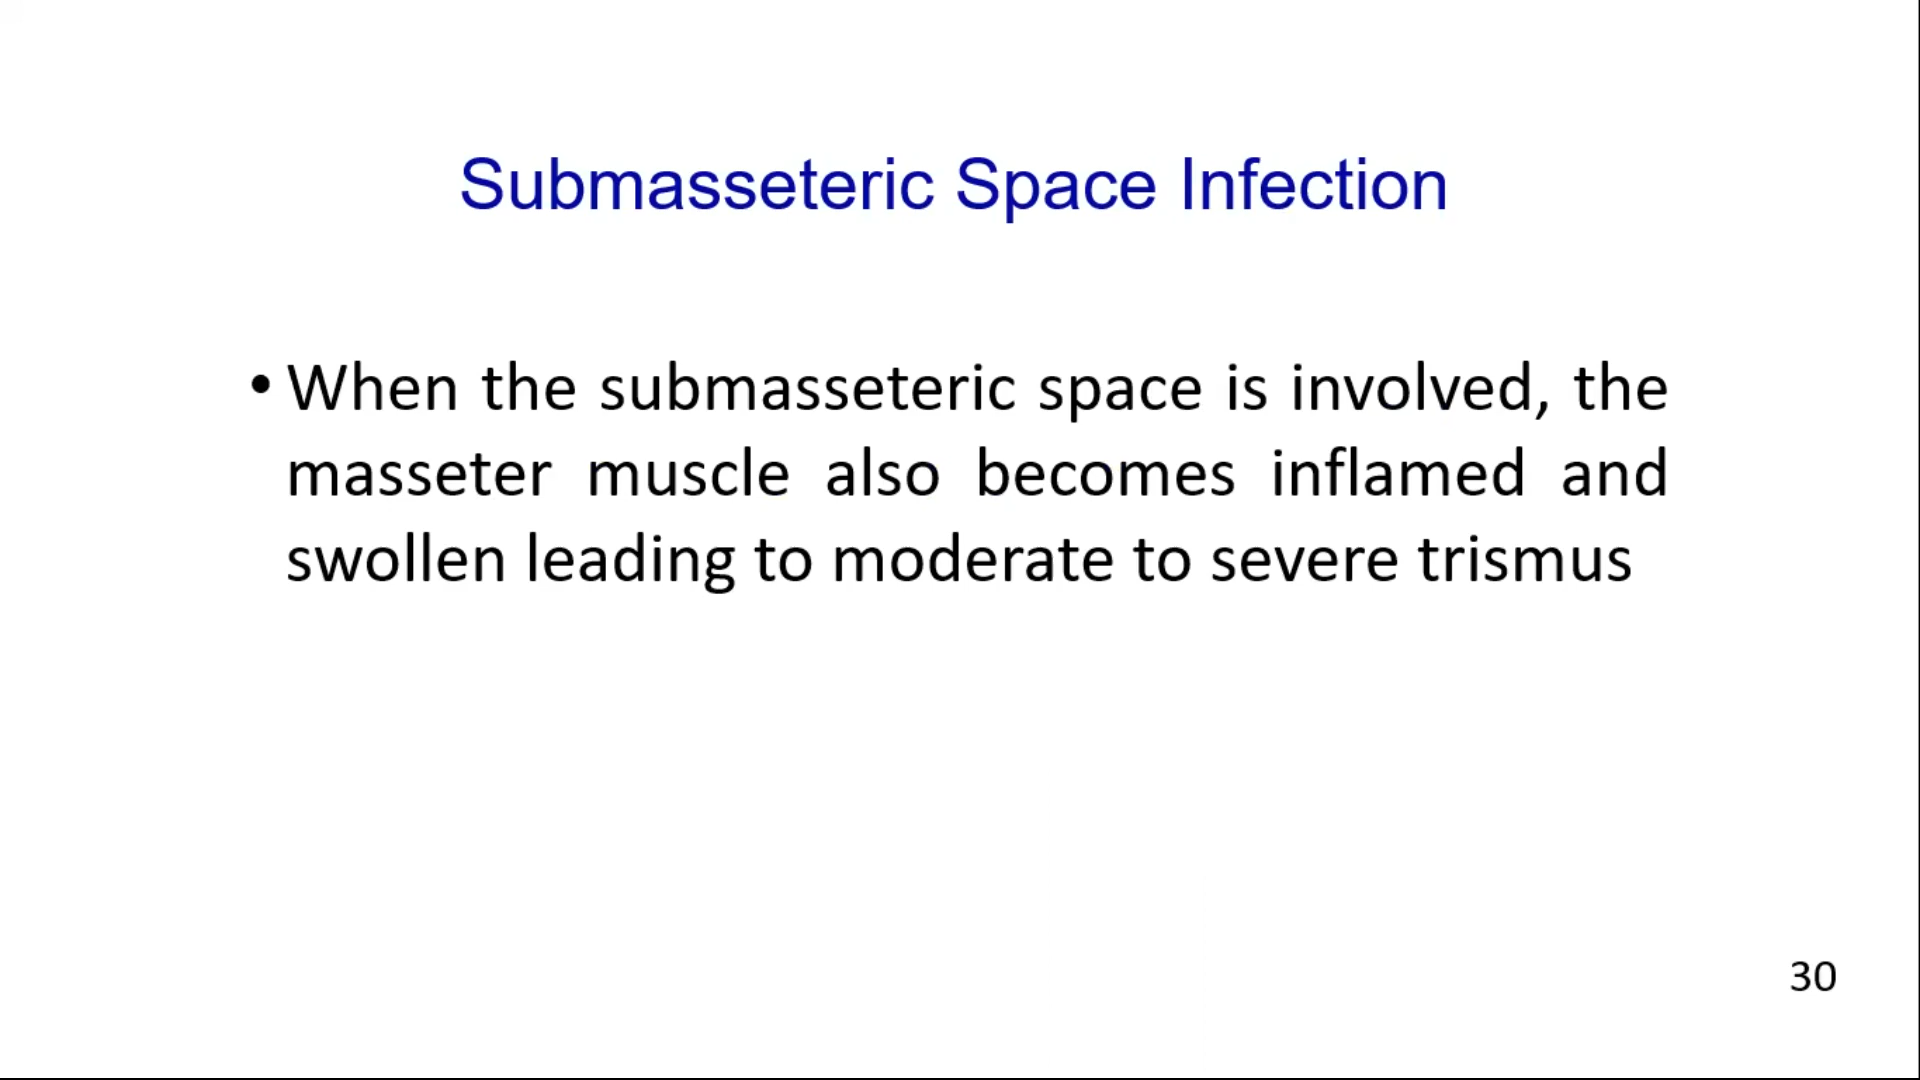 Submasseteric Space Infection
• When the submasseteric space is involved, the
masseter muscle also becomes inflamed and
swollen leading to moderate to severe trismus
30